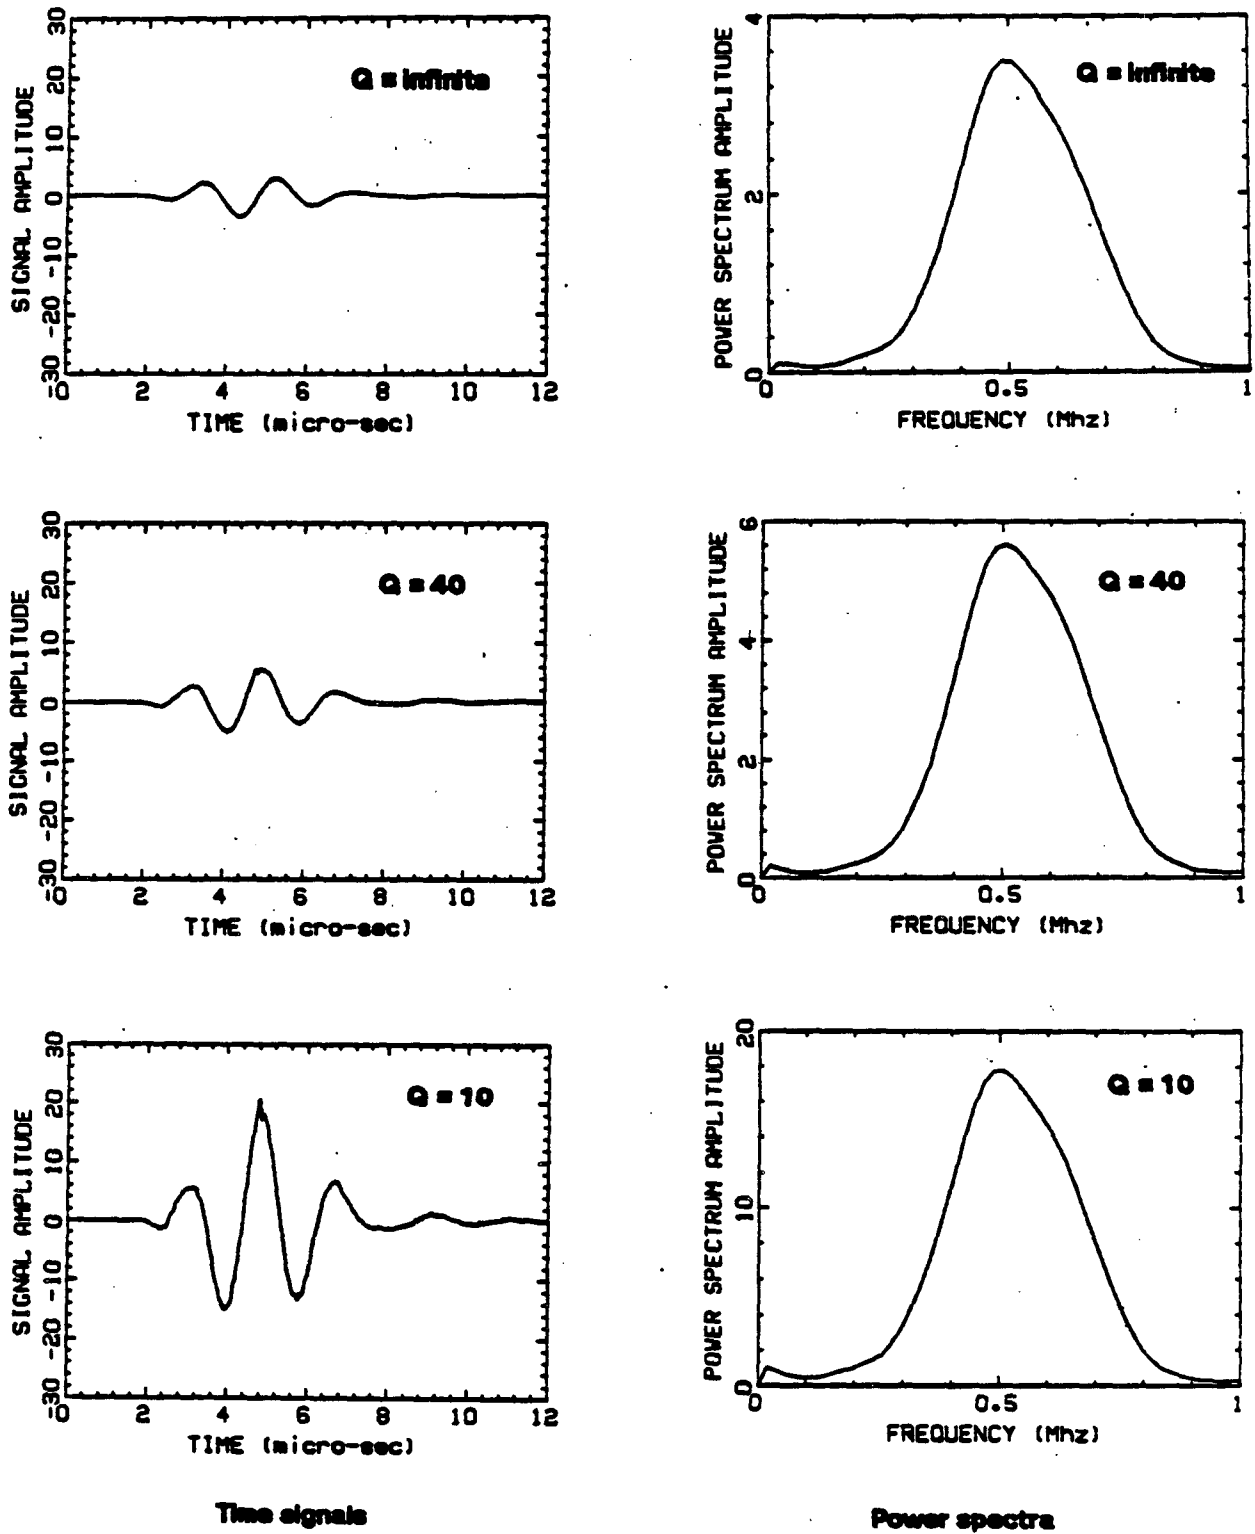 Q = infinite
SIGNAL AMPLITUDE
30
20
10
0
-10
-20
-30
0 2 4 6 8 10 12
TIME (micro-sec)
Q = infinite
POWER SPECTRUM AMPLITUDE
4
2
0
0 0.5 1
FREQUENCY (Mhz)
Q = 40
SIGNAL AMPLITUDE
30
20
10
0
-10
-20
-30
0 2 4 6 8 10 12
TIME (micro-sec)
Q = 40
POWER SPECTRUM AMPLITUDE
6
4
2
0
0 0.5 1
FREQUENCY (Mhz)
Q = 10
SIGNAL AMPLITUDE
30
20
10
0
-10
-20
-30
0 2 4 6 8 10 12
TIME (micro-sec)
Q = 10
POWER SPECTRUM AMPLITUDE
20
10
0
0 0.5 1
FREQUENCY (Mhz)
Time signals
Power spectra